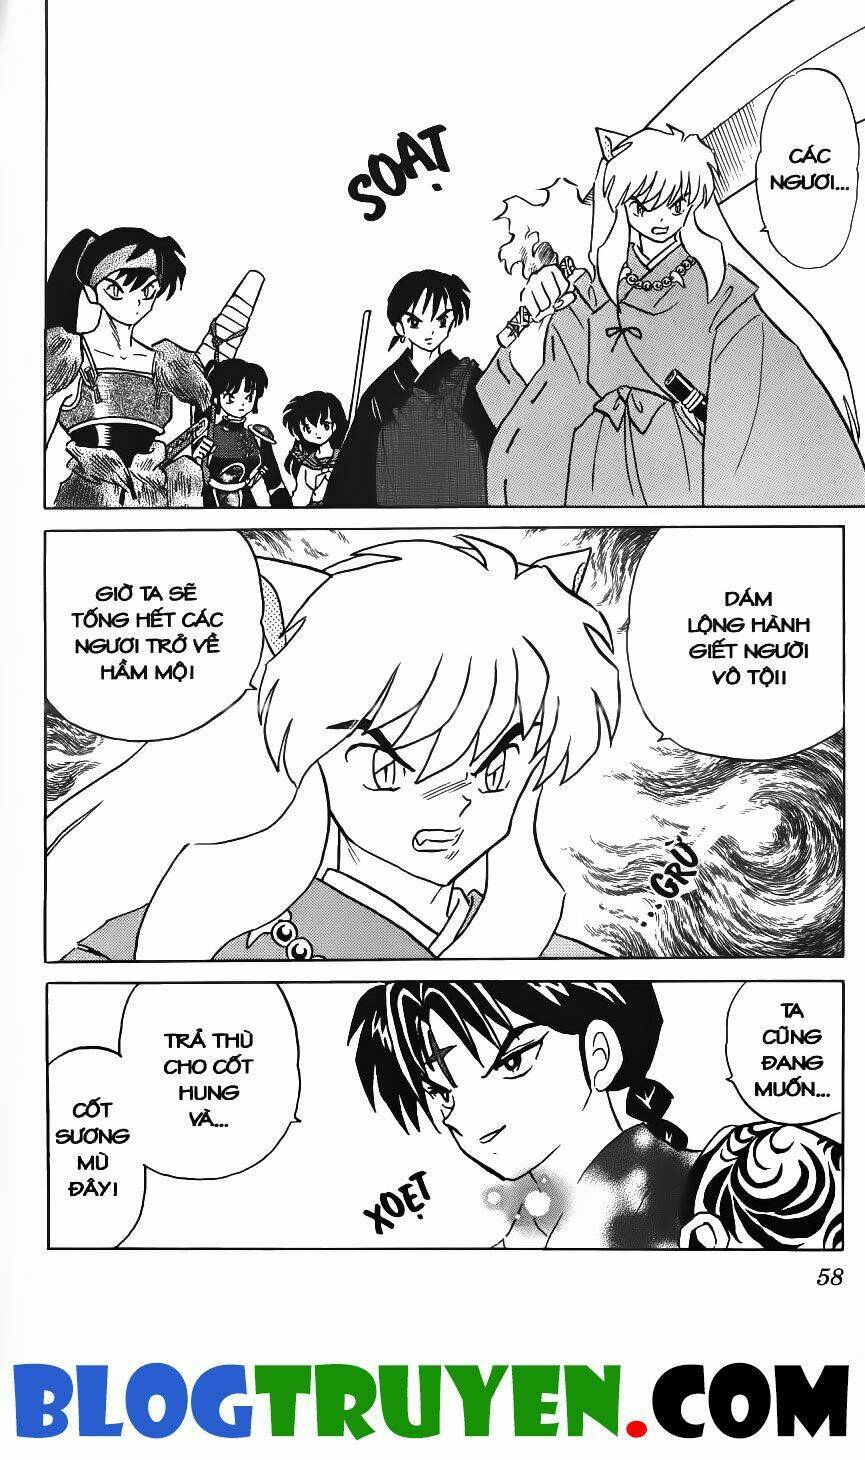 CÁC
NGƯƠI...
SOẠT
DÁM
LỘNG HÀNH
GIẾT NGƯỜI
VÔ TỘI!
GIỜ TA SẼ
TỐNG HẾT CÁC
NGƯƠI TRỞ VỀ
HẦM MỘ!
...GRỪ
TA
CŨNG
ĐANG
MUỐN...
TRẢ THÙ
CHO CỐT
HUNG
VÀ...
CỐT
SƯƠNG
MÙ
ĐÂY!
XOẸT
58
BLOGTRUYEN.COM